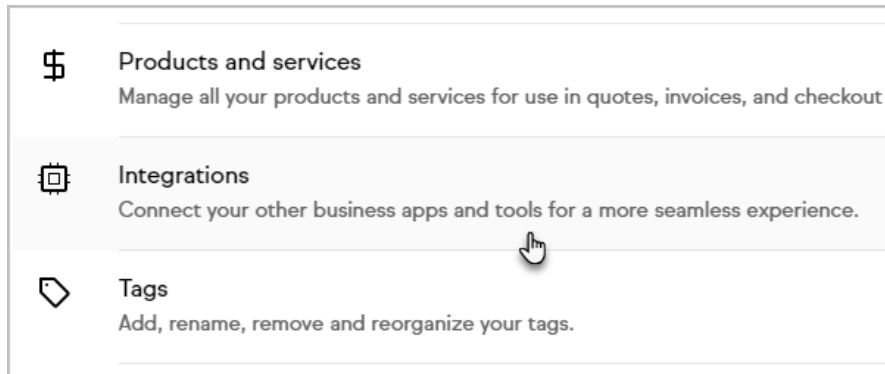 Products and services
Manage all your products and services for use in quotes, invoices, and checkout
Integrations
Connect your other business apps and tools for a more seamless experience.
Tags
Add, rename, remove and reorganize your tags.